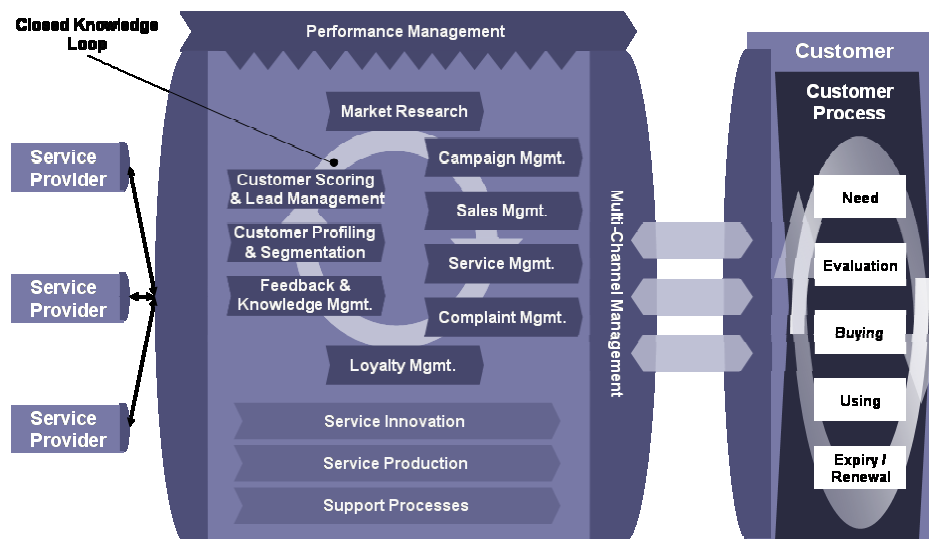 Closed Knowledge
Loop
Performance Management
Customer
Customer
Process
Service
Provider
Service
Provider
Service
Provider
Market Research
Customer Scoring
& Lead Management
Customer Profiling
& Segmentation
Feedback &
Knowledge Mgmt.
Campaign Mgmt.
Sales Mgmt.
Service Mgmt.
Complaint Mgmt.
Loyalty Mgmt.
Service Innovation
Service Production
Support Processes
Multi-Channel Management
Need
Evaluation
Buying
Using
Expiry /
Renewal